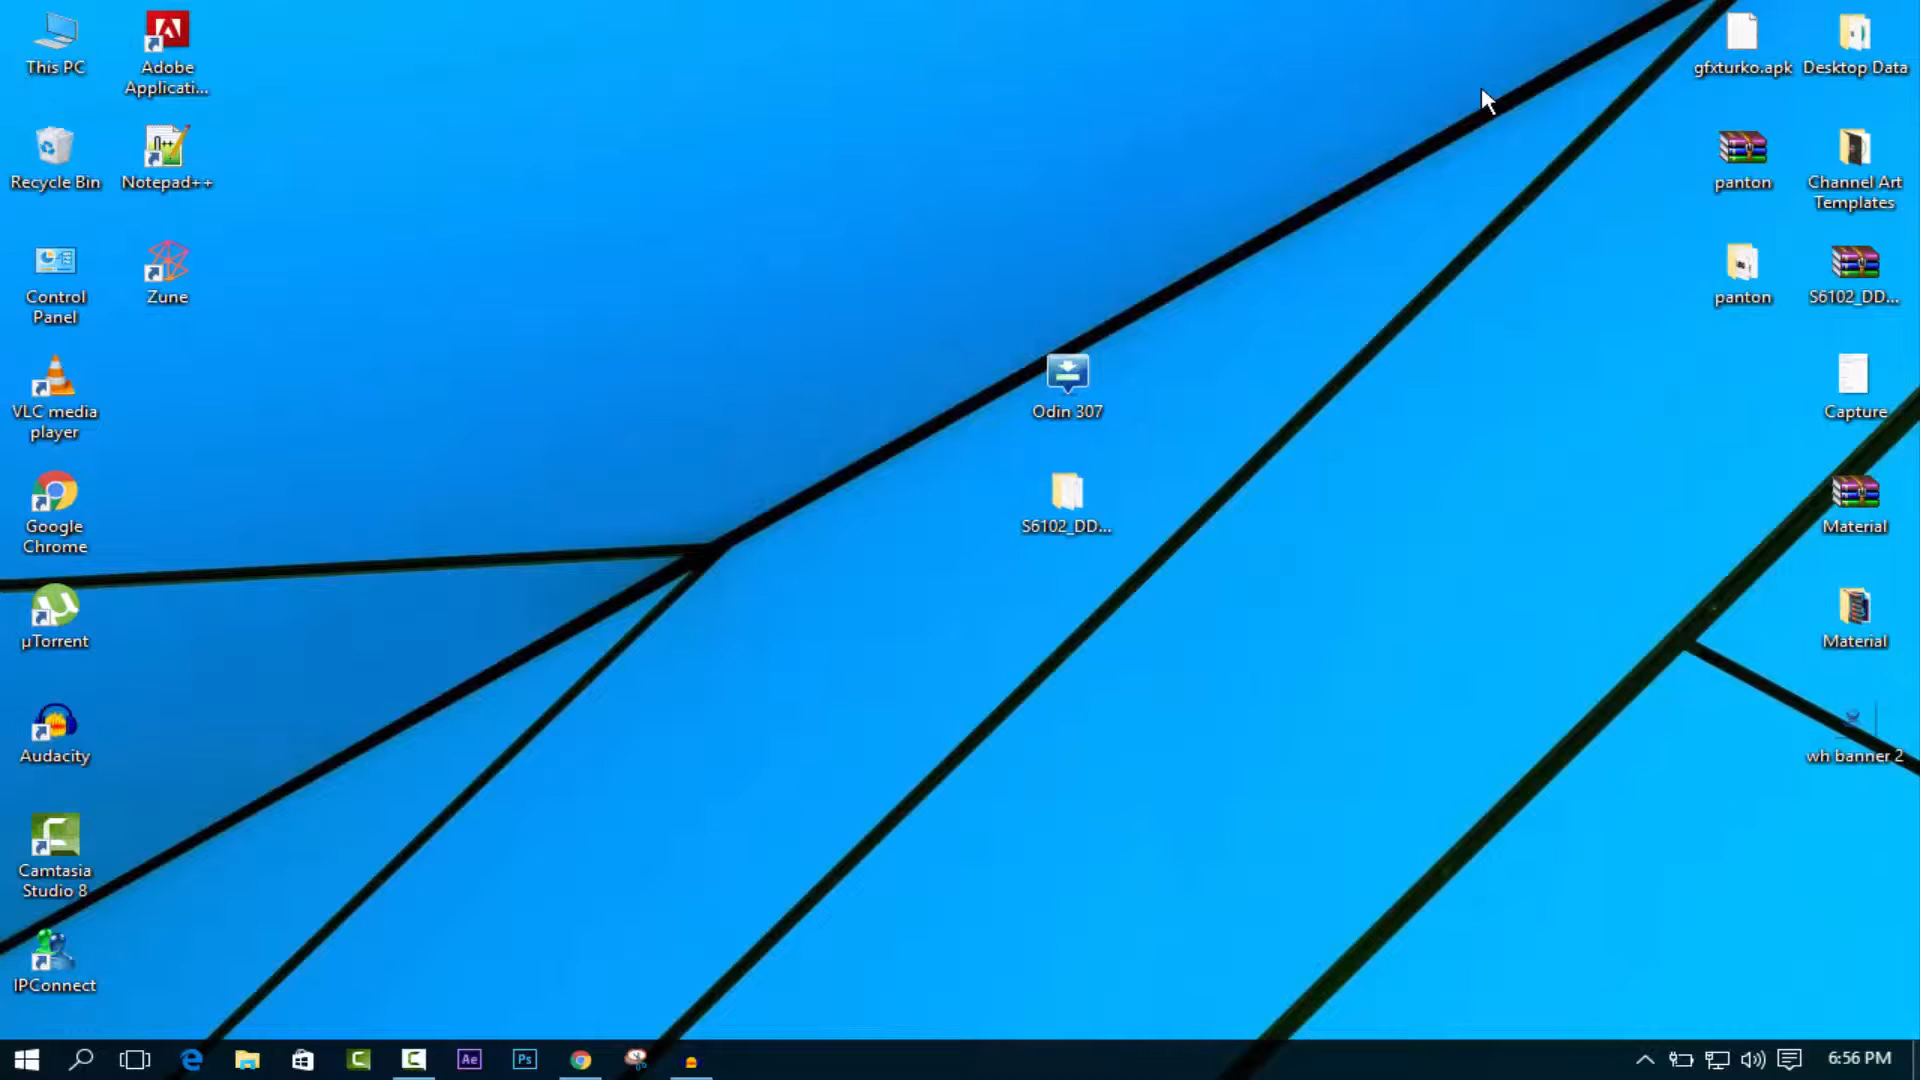 This PC
Adobe
Applicati...
Recycle Bin
Notepad++
Control
Panel
Zune
VLC media
player
Google
Chrome
µTorrent
Audacity
Camtasia
Studio 8
IPConnect
Odin 307
S6102_DD...
gfxturko.apk
Desktop Data
panton
Channel Art
Templates
panton
S6102_DD...
Capture
Material
Material
wh banner 2
Ae
Ps
6:56 PM